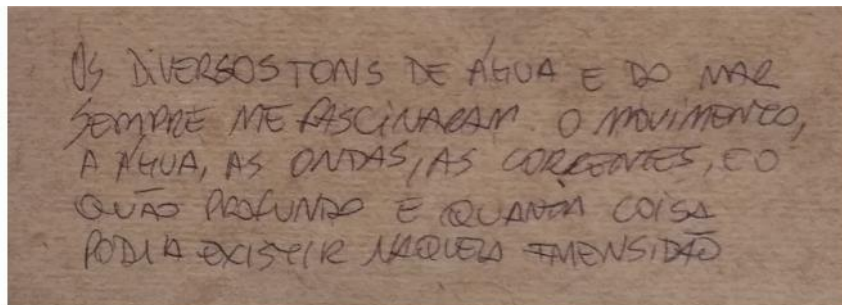 OS DIVERSOS TONS DE ÁGUA E DO MAR
SEMPRE ME FASCINARAM. O MOVIMENTO,
A ÁGUA, AS ONDAS, AS CORRENTES, E O
QUÃO PROFUNDO E QUANTA COISA
PODIA EXISTIR NAQUELA IMENSIDÃO